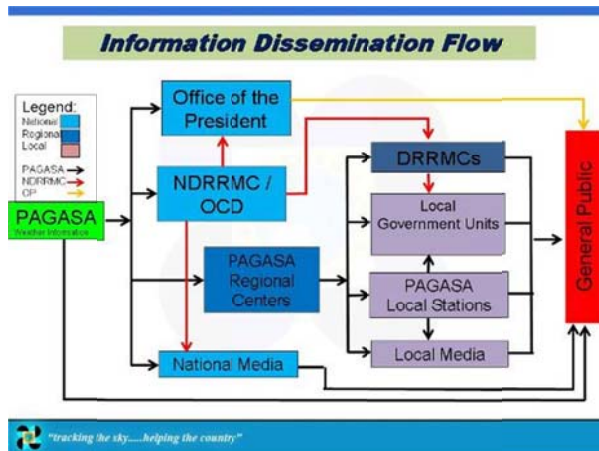 Information Dissemination Flow
Legend:
National
Regional
Local
PAGASA
NDRRMC
OP
PAGASA
Weather Information
Office of the
President
NDRRMC /
OCD
PAGASA
Regional
Centers
National Media
DRRMCs
Local
Government Units
PAGASA
Local Stations
Local Media
General Public
"tracking the sky.....helping the country"